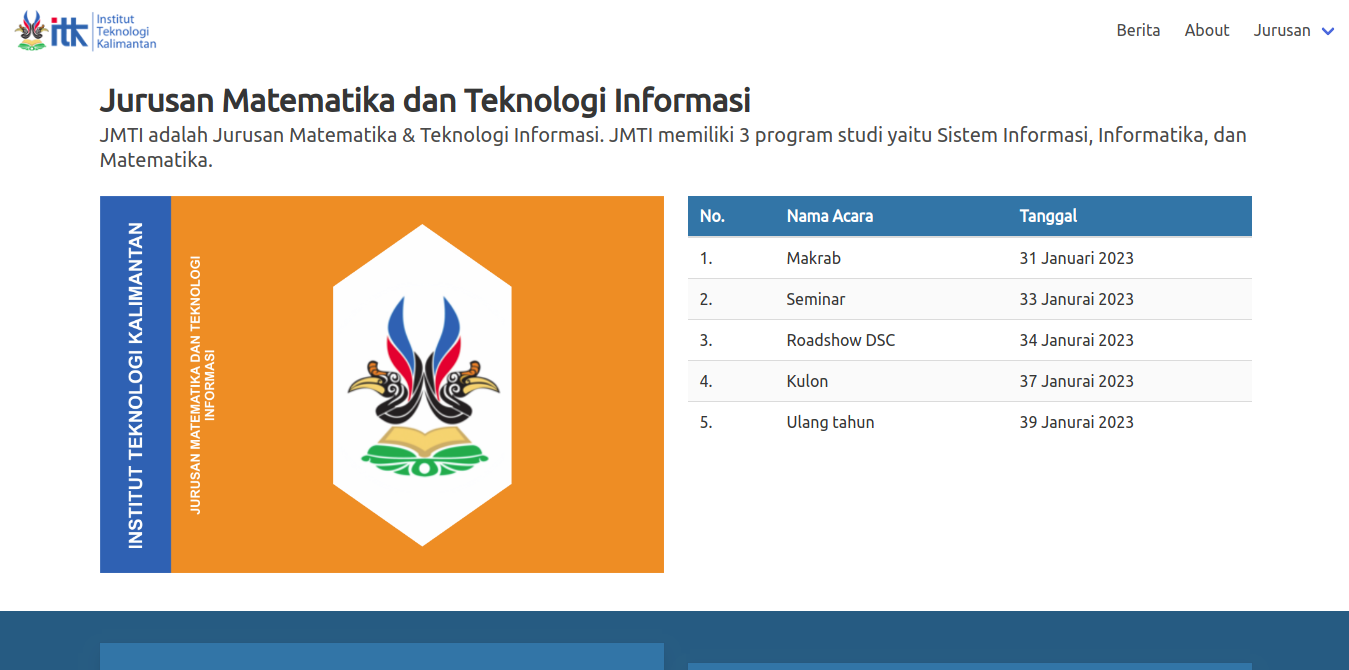 itk
Institut
Teknologi
Kalimantan
Berita About Jurusan
Jurusan Matematika dan Teknologi Informasi
JMTI adalah Jurusan Matematika & Teknologi Informasi. JMTI memiliki 3 program studi yaitu Sistem Informasi, Informatika, dan
Matematika.
INSTITUT TEKNOLOGI KALIMANTAN
JURUSAN MATEMATIKA DAN TEKNOLOGI
INFORMASI
No. Nama Acara Tanggal
1. Makrab 31 Januari 2023
2. Seminar 33 Janurai 2023
3. Roadshow DSC 34 Janurai 2023
4. Kulon 37 Janurai 2023
5. Ulang tahun 39 Janurai 2023